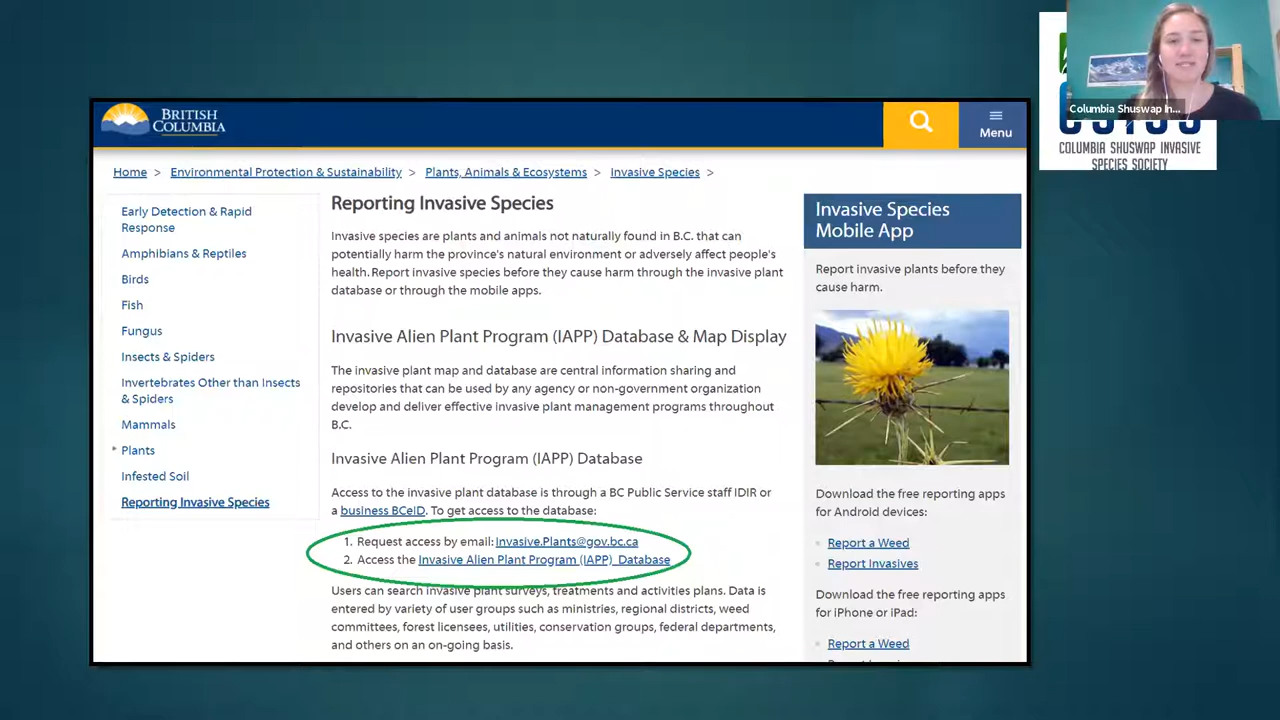 BRITISH
COLUMBIA
Menu
Columbia Shuswap In...
COLUMBIA SHUSWAP INVASIVE
SPECIES SOCIETY
Home > Environmental Protection & Sustainability > Plants, Animals & Ecosystems > Invasive Species >
Early Detection & Rapid
Response
Amphibians & Reptiles
Birds
Fish
Fungus
Insects & Spiders
Invertebrates Other than Insects
& Spiders
Mammals
Plants
Infested Soil
Reporting Invasive Species
Reporting Invasive Species
Invasive species are plants and animals not naturally found in B.C. that can
potentially harm the province's natural environment or adversely affect people's
health. Report invasive species before they cause harm through the invasive plant
database or through the mobile apps.
Invasive Alien Plant Program (IAPP) Database & Map Display
The invasive plant map and database are central information sharing and
repositories that can be used by any agency or non-government organization
develop and deliver effective invasive plant management programs throughout
B.C.
Invasive Alien Plant Program (IAPP) Database
Access to the invasive plant database is through a BC Public Service staff IDIR or
a business BCeID. To get access to the database:
1. Request access by email: Invasive.Plants@gov.bc.ca
2. Access the Invasive Alien Plant Program (IAPP) Database
Users can search invasive plant surveys, treatments and activities plans. Data is
entered by variety of user groups such as ministries, regional districts, weed
committees, forest licensees, utilities, conservation groups, federal departments,
and others on an on-going basis.
Invasive Species
Mobile App
Report invasive plants before they
cause harm.
Download the free reporting apps
for Android devices:
Report a Weed
Report Invasives
Download the free reporting apps
for iPhone or iPad:
Report a Weed